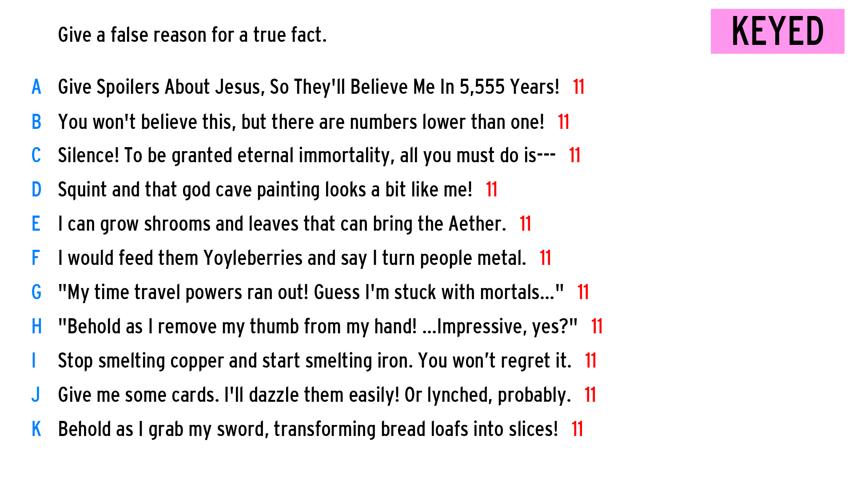 Give a false reason for a true fact.
KEYED
A Give Spoilers About Jesus, So They'll Believe Me In 5,555 Years! 11
B You won't believe this, but there are numbers lower than one! 11
C Silence! To be granted eternal immortality, all you must do is--- 11
D Squint and that god cave painting looks a bit like me! 11
E I can grow shrooms and leaves that can bring the Aether. 11
F I would feed them Yoyleberries and say I turn people metal. 11
G "My time travel powers ran out! Guess I'm stuck with mortals..." 11
H "Behold as I remove my thumb from my hand! ...Impressive, yes?" 11
I Stop smelting copper and start smelting iron. You won’t regret it. 11
J Give me some cards. I'll dazzle them easily! Or lynched, probably. 11
K Behold as I grab my sword, transforming bread loafs into slices! 11